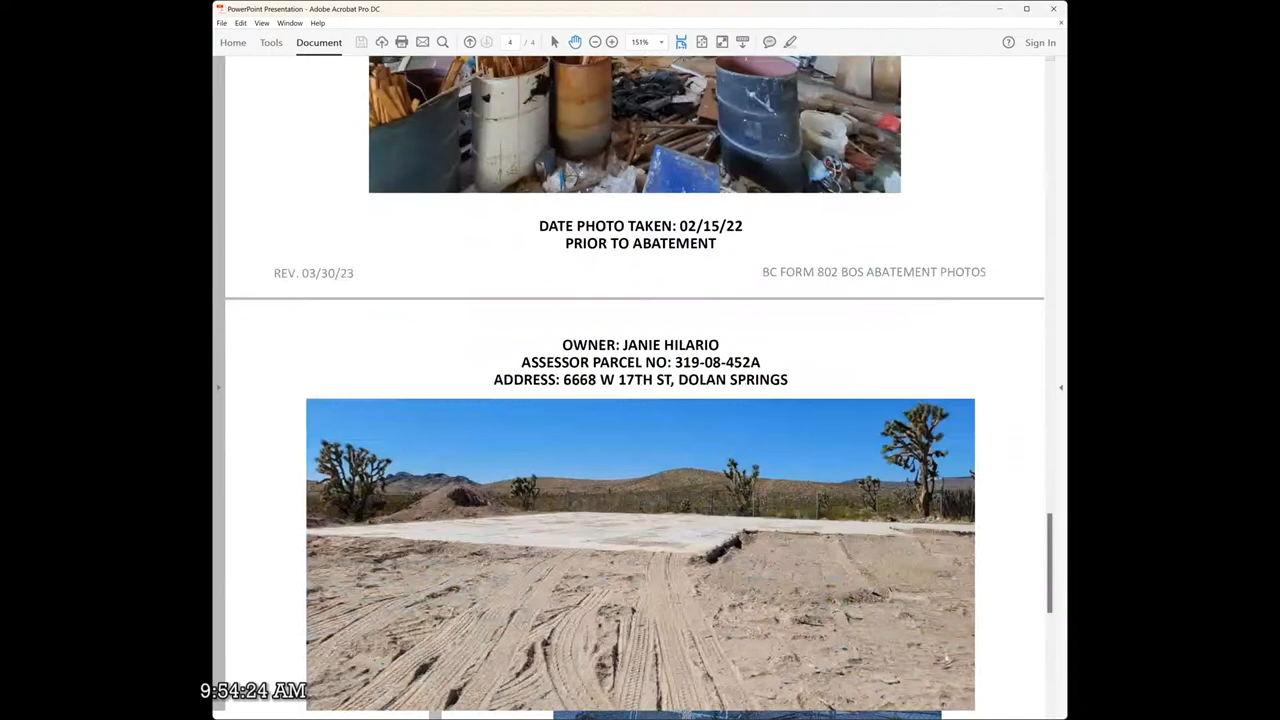 PowerPoint Presentation - Adobe Acrobat Pro DC
File Edit View Window Help
Home Tools Document 4 / 4 151% Sign In
DATE PHOTO TAKEN: 02/15/22
PRIOR TO ABATEMENT
REV. 03/30/23 BC FORM 802 BOS ABATEMENT PHOTOS
OWNER: JANIE HILARIO
ASSESSOR PARCEL NO: 319-08-452A
ADDRESS: 6668 W 17TH ST, DOLAN SPRINGS
9:54:24 AM